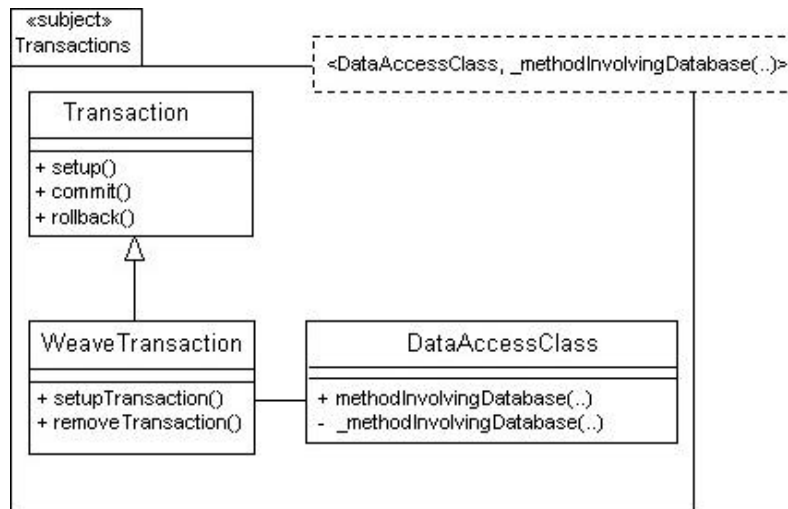 «subject»
Transactions
<DataAccessClass, _methodInvolvingDatabase(..)>
Transaction
+ setup()
+ commit()
+ rollback()
WeaveTransaction
+ setupTransaction()
+ removeTransaction()
DataAccessClass
+ methodInvolvingDatabase(..)
- _methodInvolvingDatabase(..)